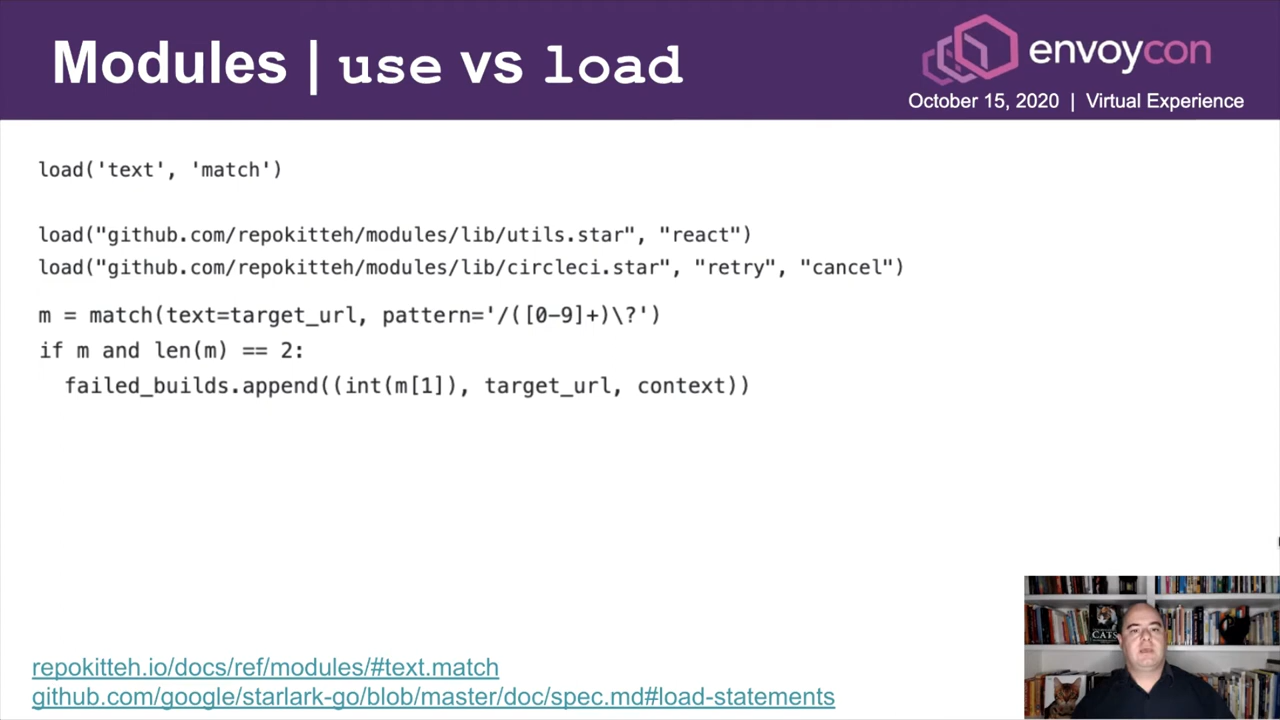 Modules | use vs load
envoycon
October 15, 2020 | Virtual Experience
load('text', 'match')
load("github.com/repokitteh/modules/lib/utils.star", "react")
load("github.com/repokitteh/modules/lib/circleci.star", "retry", "cancel")
m = match(text=target_url, pattern='/([0-9]+)\?')
if m and len(m) == 2:
  failed_builds.append((int(m[1]), target_url, context))
CATS
repokitteh.io/docs/ref/modules/#text.match
github.com/google/starlark-go/blob/master/doc/spec.md#load-statements